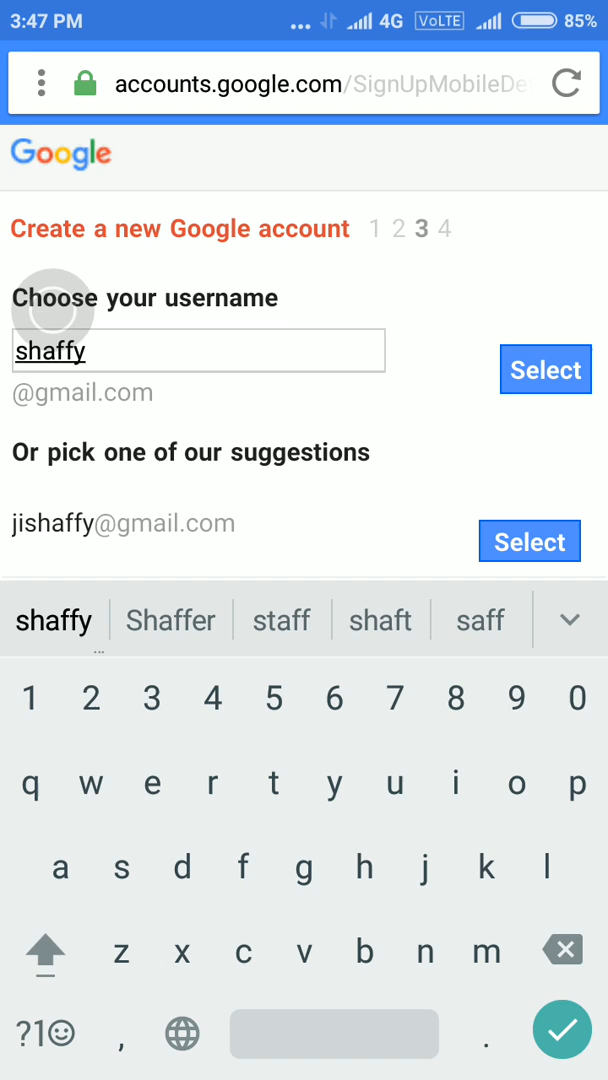 3:47 PM ... 4G VoLTE 85%
accounts.google.com/SignUpMobileDe
Google
Create a new Google account 1 2 3 4
Choose your username
shaffy
@gmail.com
Select
Or pick one of our suggestions
jishaffy@gmail.com
Select
shaffy Shaffer staff shaft saff
...
1 2 3 4 5 6 7 8 9 0
q w e r t y u i o p
a s d f g h j k l
z x c v b n m
?1☺ , .